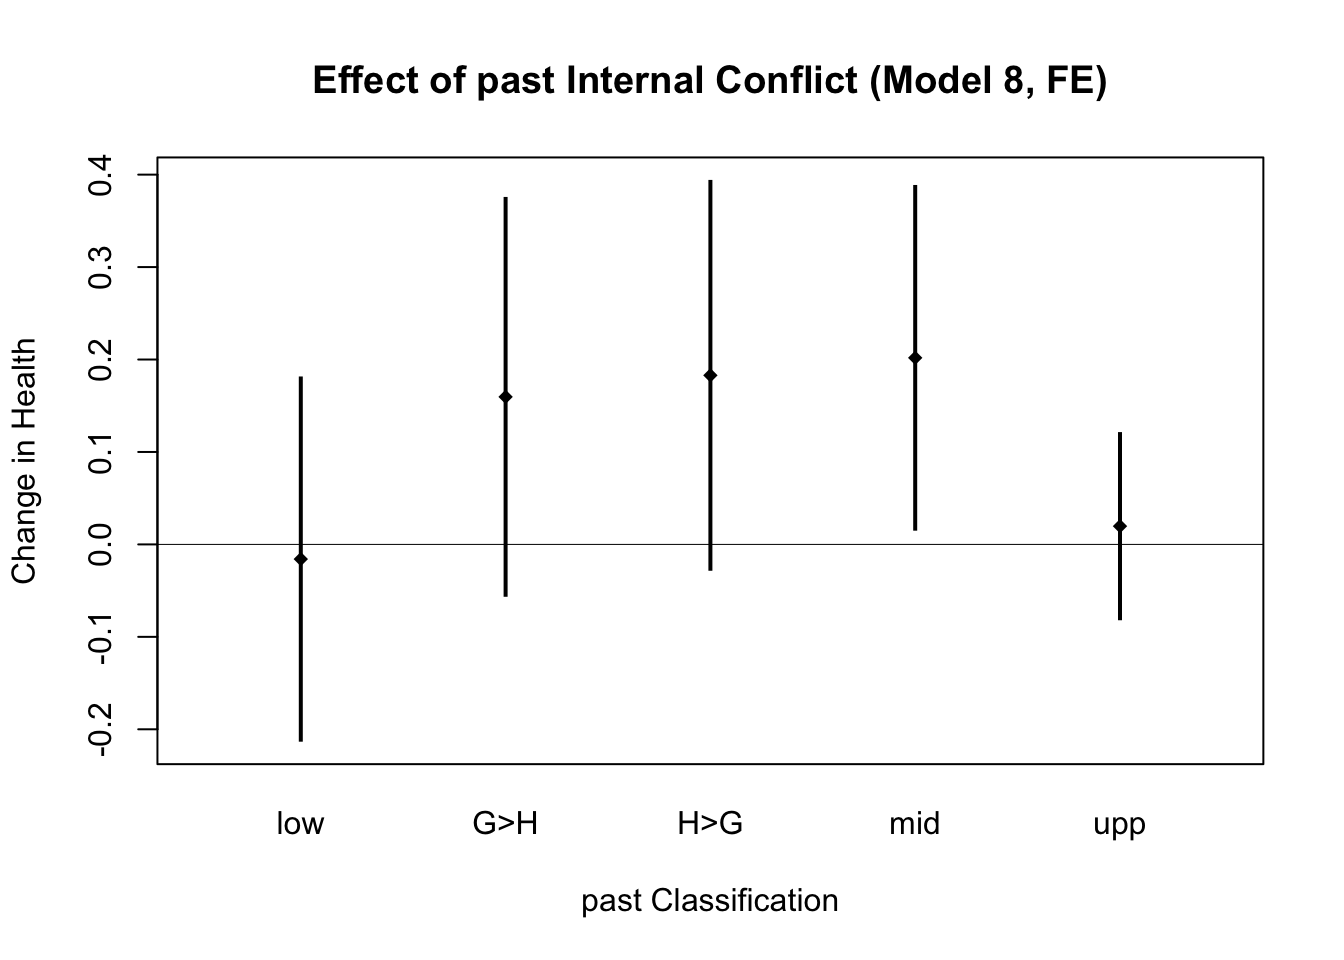 Effect of past Internal Conflict (Model 8, FE)
Change in Health
0.4
0.3
0.2
0.1
0.0
-0.1
-0.2
low G>H H>G mid upp
past Classification